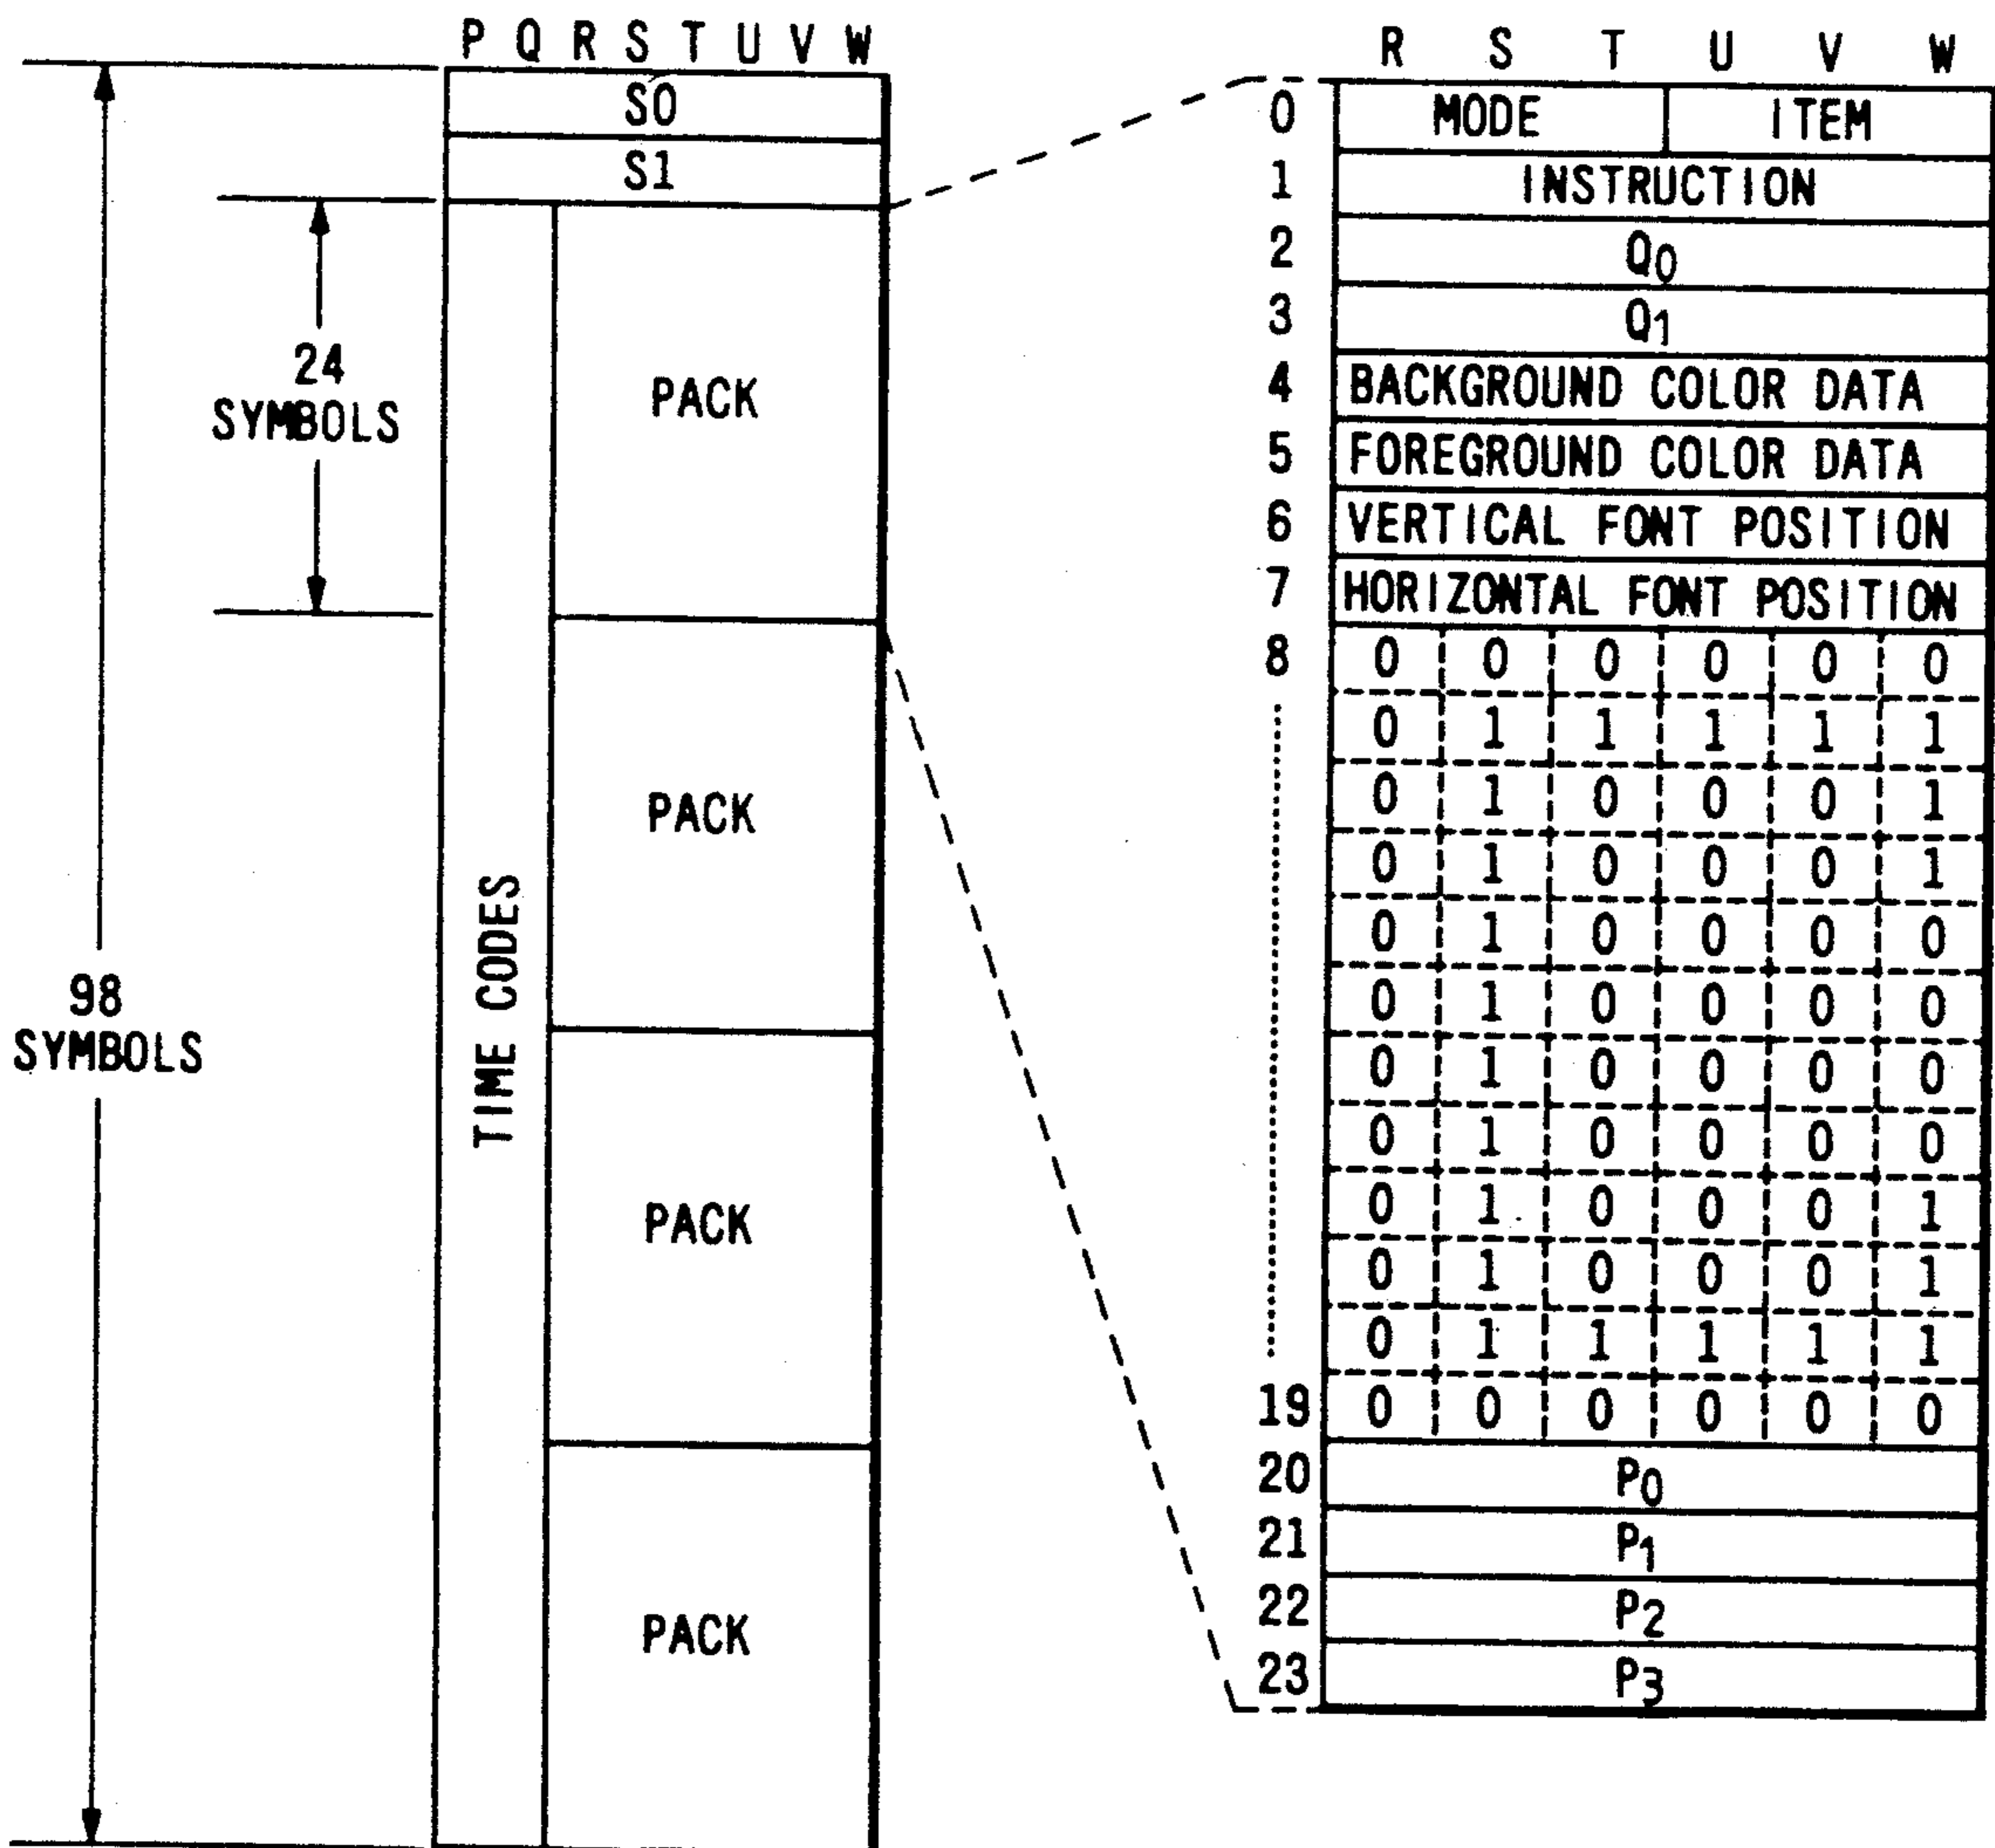 P Q R S T U V W
S0
S1
24
SYMBOLS
98
SYMBOLS
TIME CODES
PACK
PACK
PACK
PACK
R S T U V W
0 MODE ITEM
1 INSTRUCTION
2 Q0
3 Q1
4 BACKGROUND COLOR DATA
5 FOREGROUND COLOR DATA
6 VERTICAL FONT POSITION
7 HORIZONTAL FONT POSITION
8 0 0 0 0 0 0
0 1 1 1 1 1
0 1 0 0 0 1
0 1 0 0 0 1
0 1 0 0 0 0
0 1 0 0 0 0
0 1 0 0 0 0
0 1 0 0 0 0
0 1 0 0 0 1
0 1 0 0 0 1
0 1 1 1 1 1
19 0 0 0 0 0 0
20 P0
21 P1
22 P2
23 P3